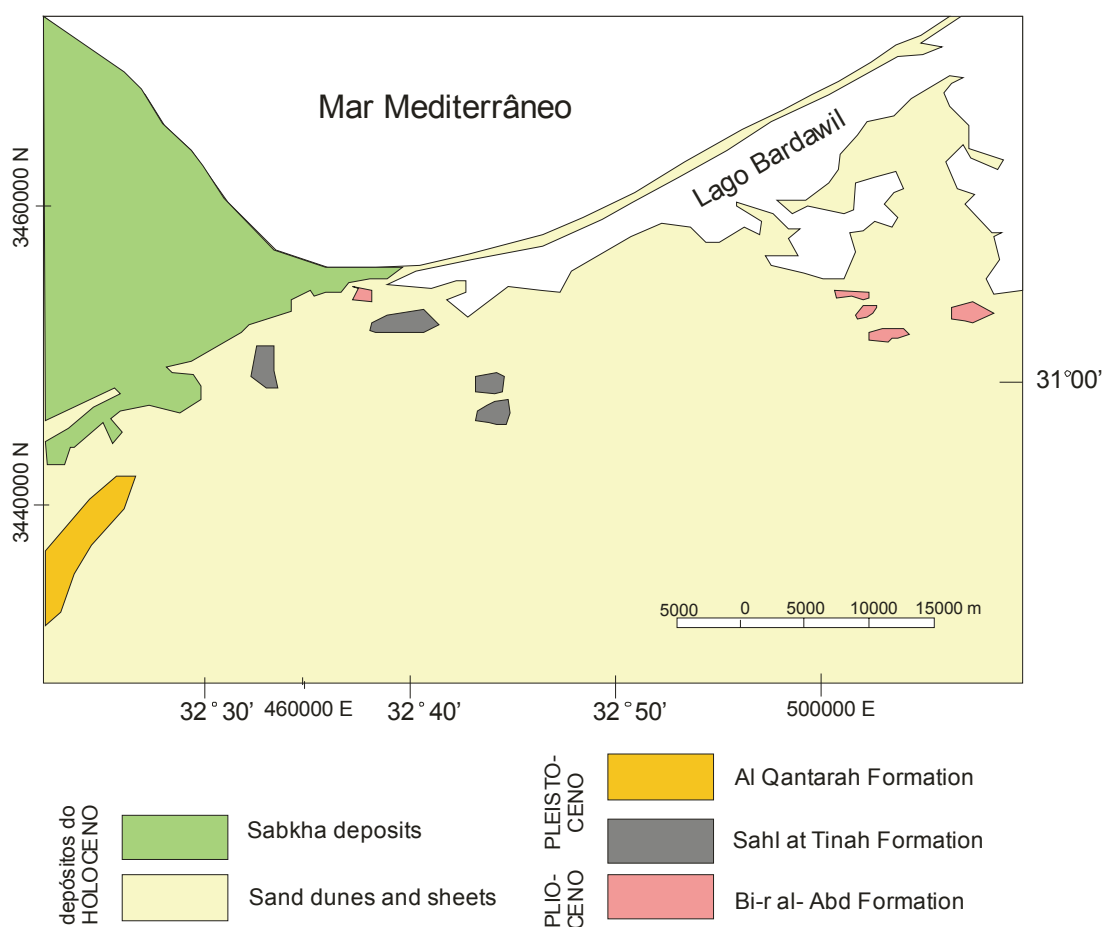 Mar Mediterrâneo
Lago Bardawil
3460000 N
3440000 N
31°00'
5000 0 5000 10000 15000 m
32°30' 460000 E 32°40' 32°50' 500000 E
depósitos do
HOLOCENO
Sabkha deposits
Sand dunes and sheets
PLEISTO-
CENO
Al Qantarah Formation
Sahl at Tinah Formation
PLIO-
CENO
Bi-r al- Abd Formation